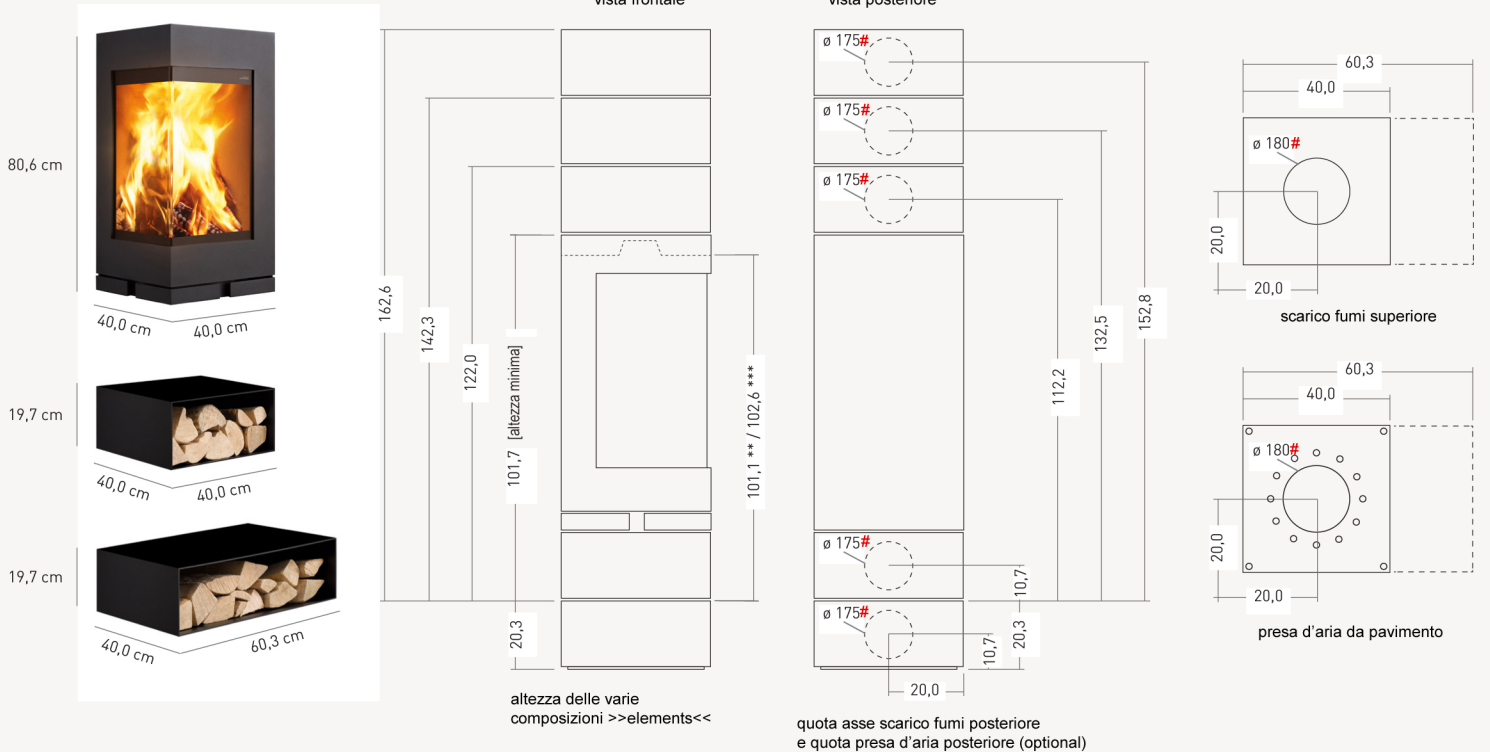 vista frontale
vista posteriore
80,6 cm
40,0 cm
40,0 cm
19,7 cm
40,0 cm
40,0 cm
19,7 cm
40,0 cm
60,3 cm
162,6
142,3
122,0
101,7 [altezza minima]
20,3
101,1 ** / 102,6 ***
altezza delle varie
composizioni >>elements<<
ø 175#
ø 175#
ø 175#
ø 175#
ø 175#
152,8
132,5
112,2
10,7
20,3
10,7
20,0
quota asse scarico fumi posteriore
e quota presa d'aria posteriore (optional)
60,3
40,0
ø 180#
20,0
20,0
scarico fumi superiore
60,3
40,0
ø 180#
20,0
20,0
presa d'aria da pavimento